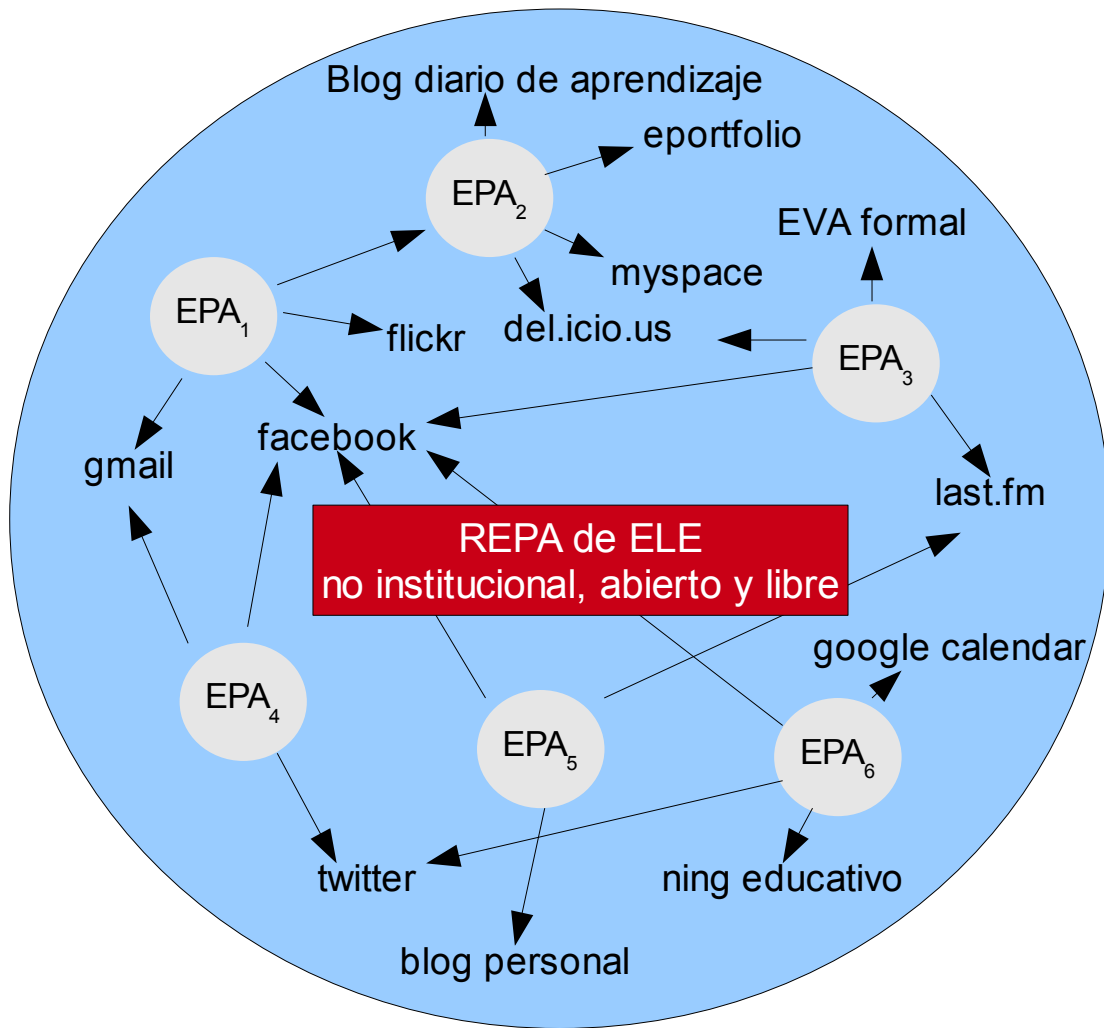 Blog diario de aprendizaje
eportfolio
EPA₂
EVA formal
myspace
EPA₁
flickr
del.icio.us
EPA₃
facebook
gmail
last.fm
REPA de ELE
no institucional, abierto y libre
google calendar
EPA₄
EPA₅
EPA₆
twitter
ning educativo
blog personal